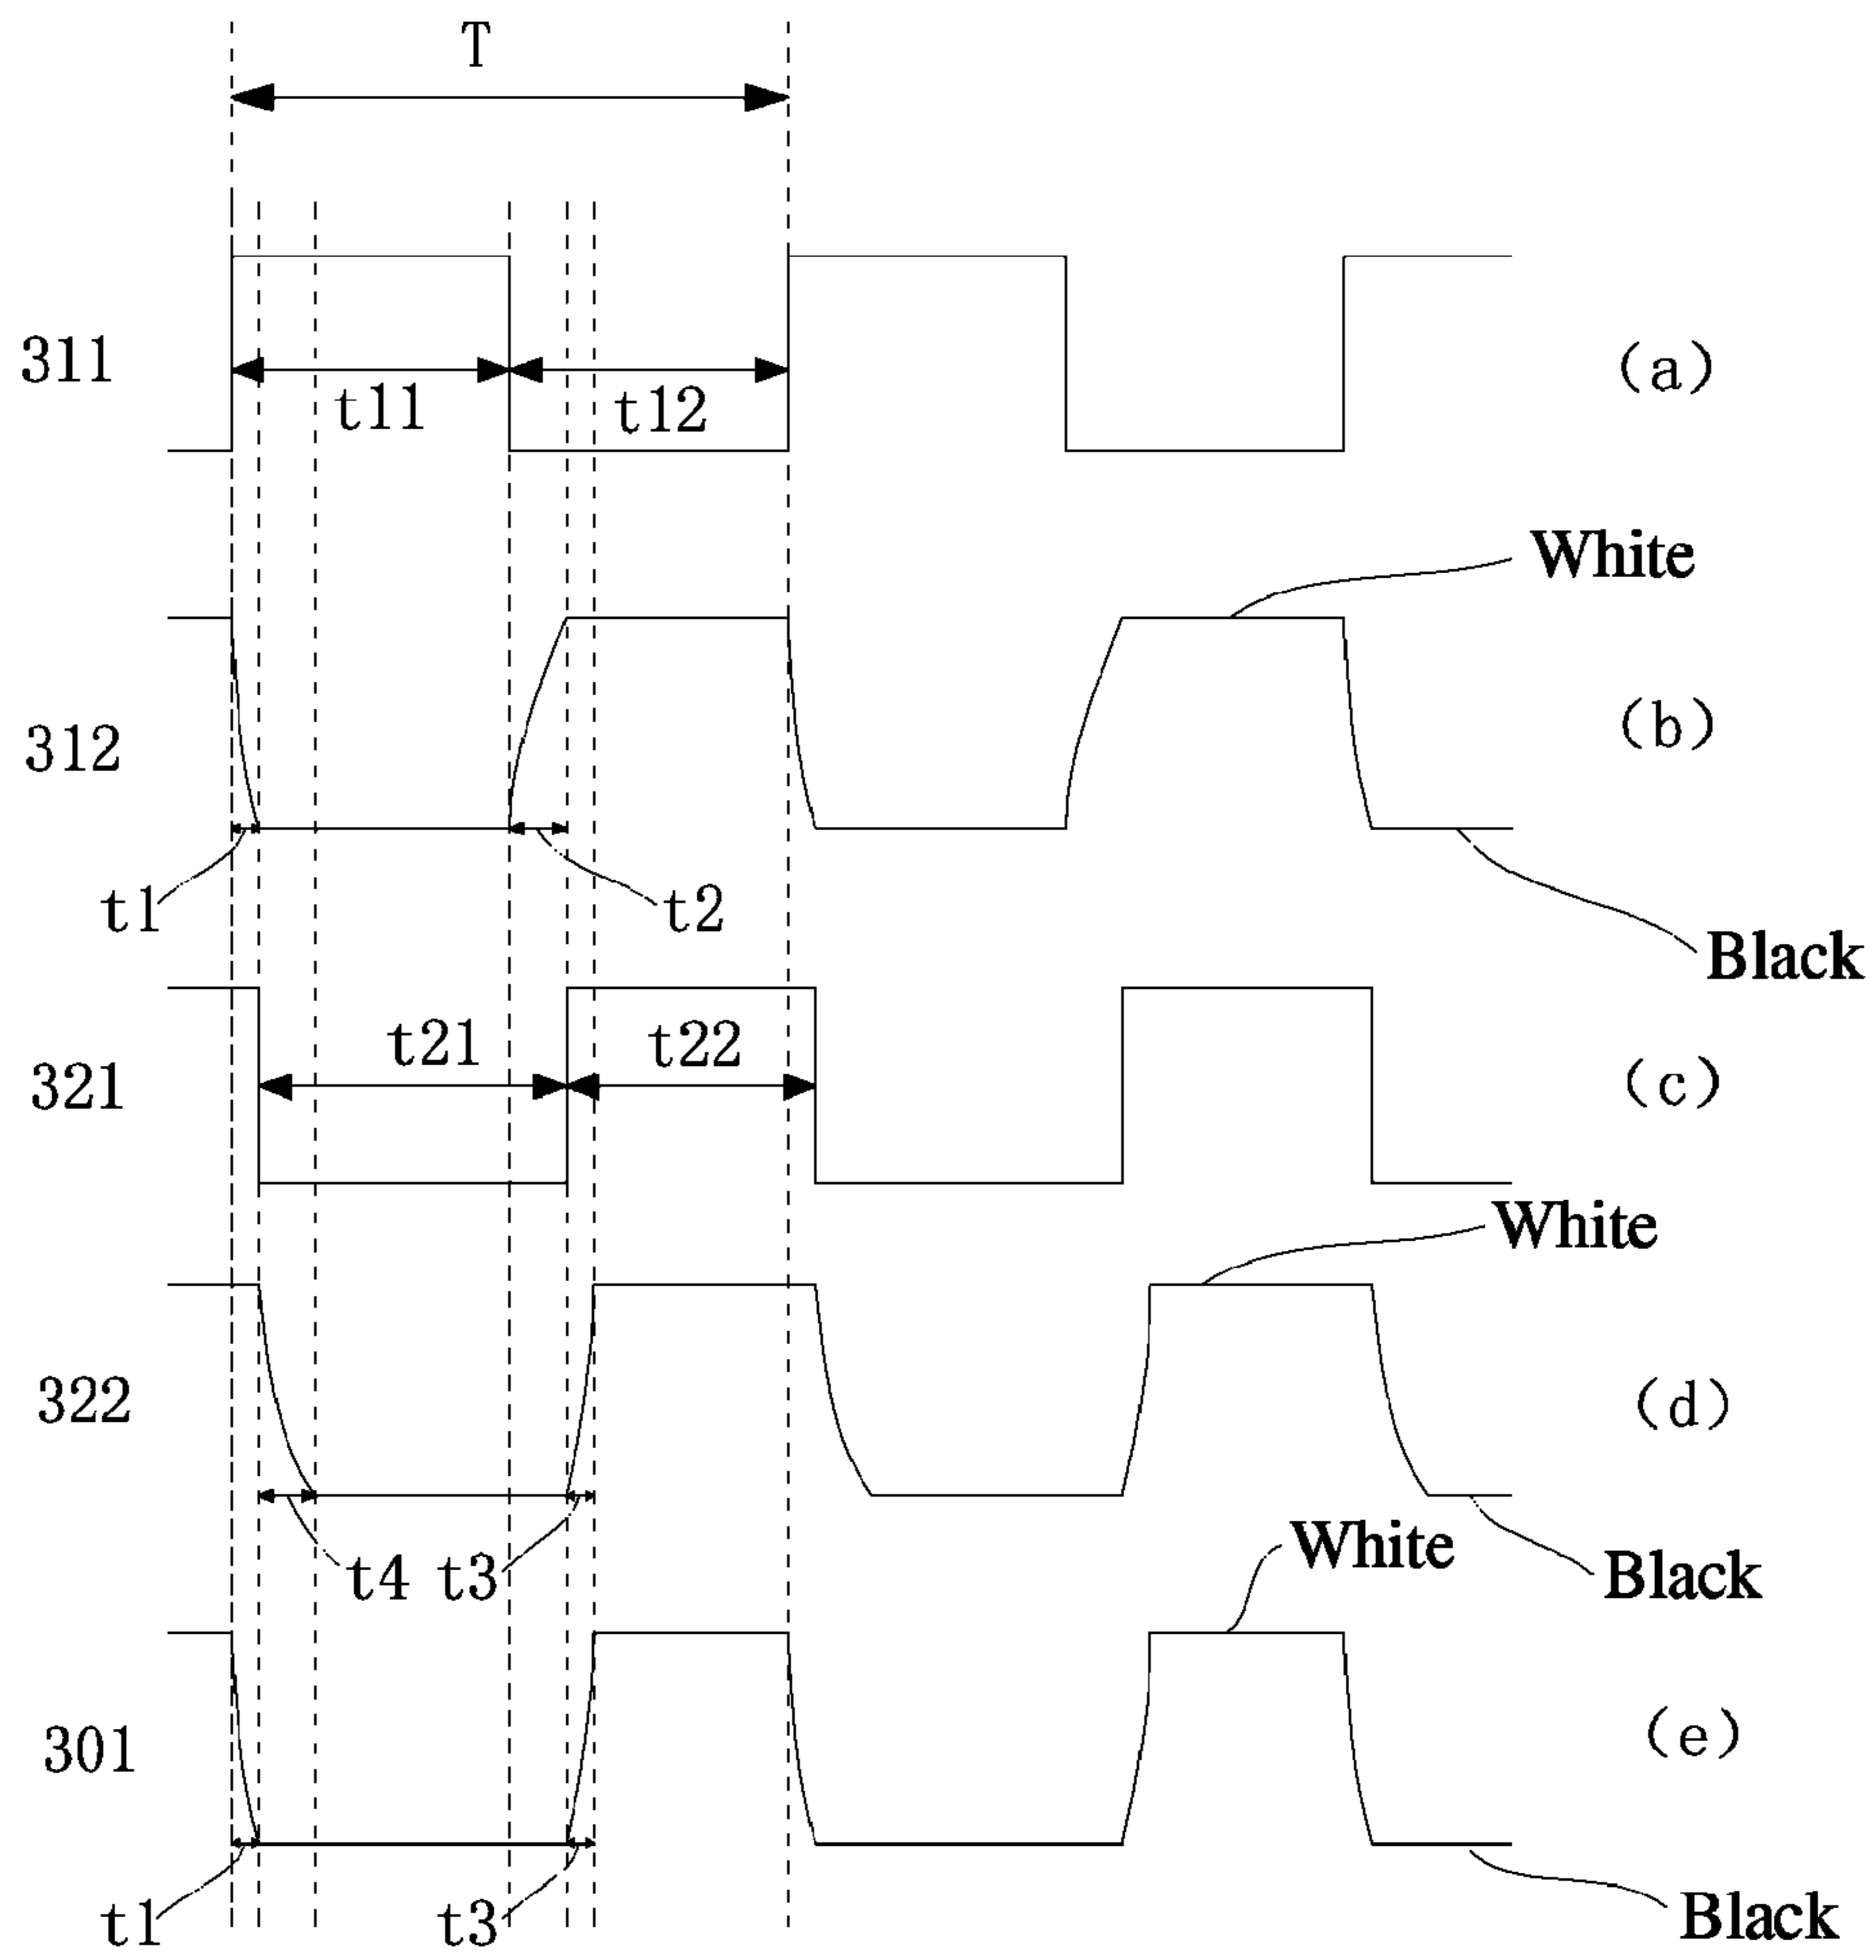 T
311
t11
t12
(a)
White
312
(b)
t1
t2
Black
321
t21
t22
(c)
White
322
(d)
t4
t3
White
Black
301
(e)
t1
t3
Black